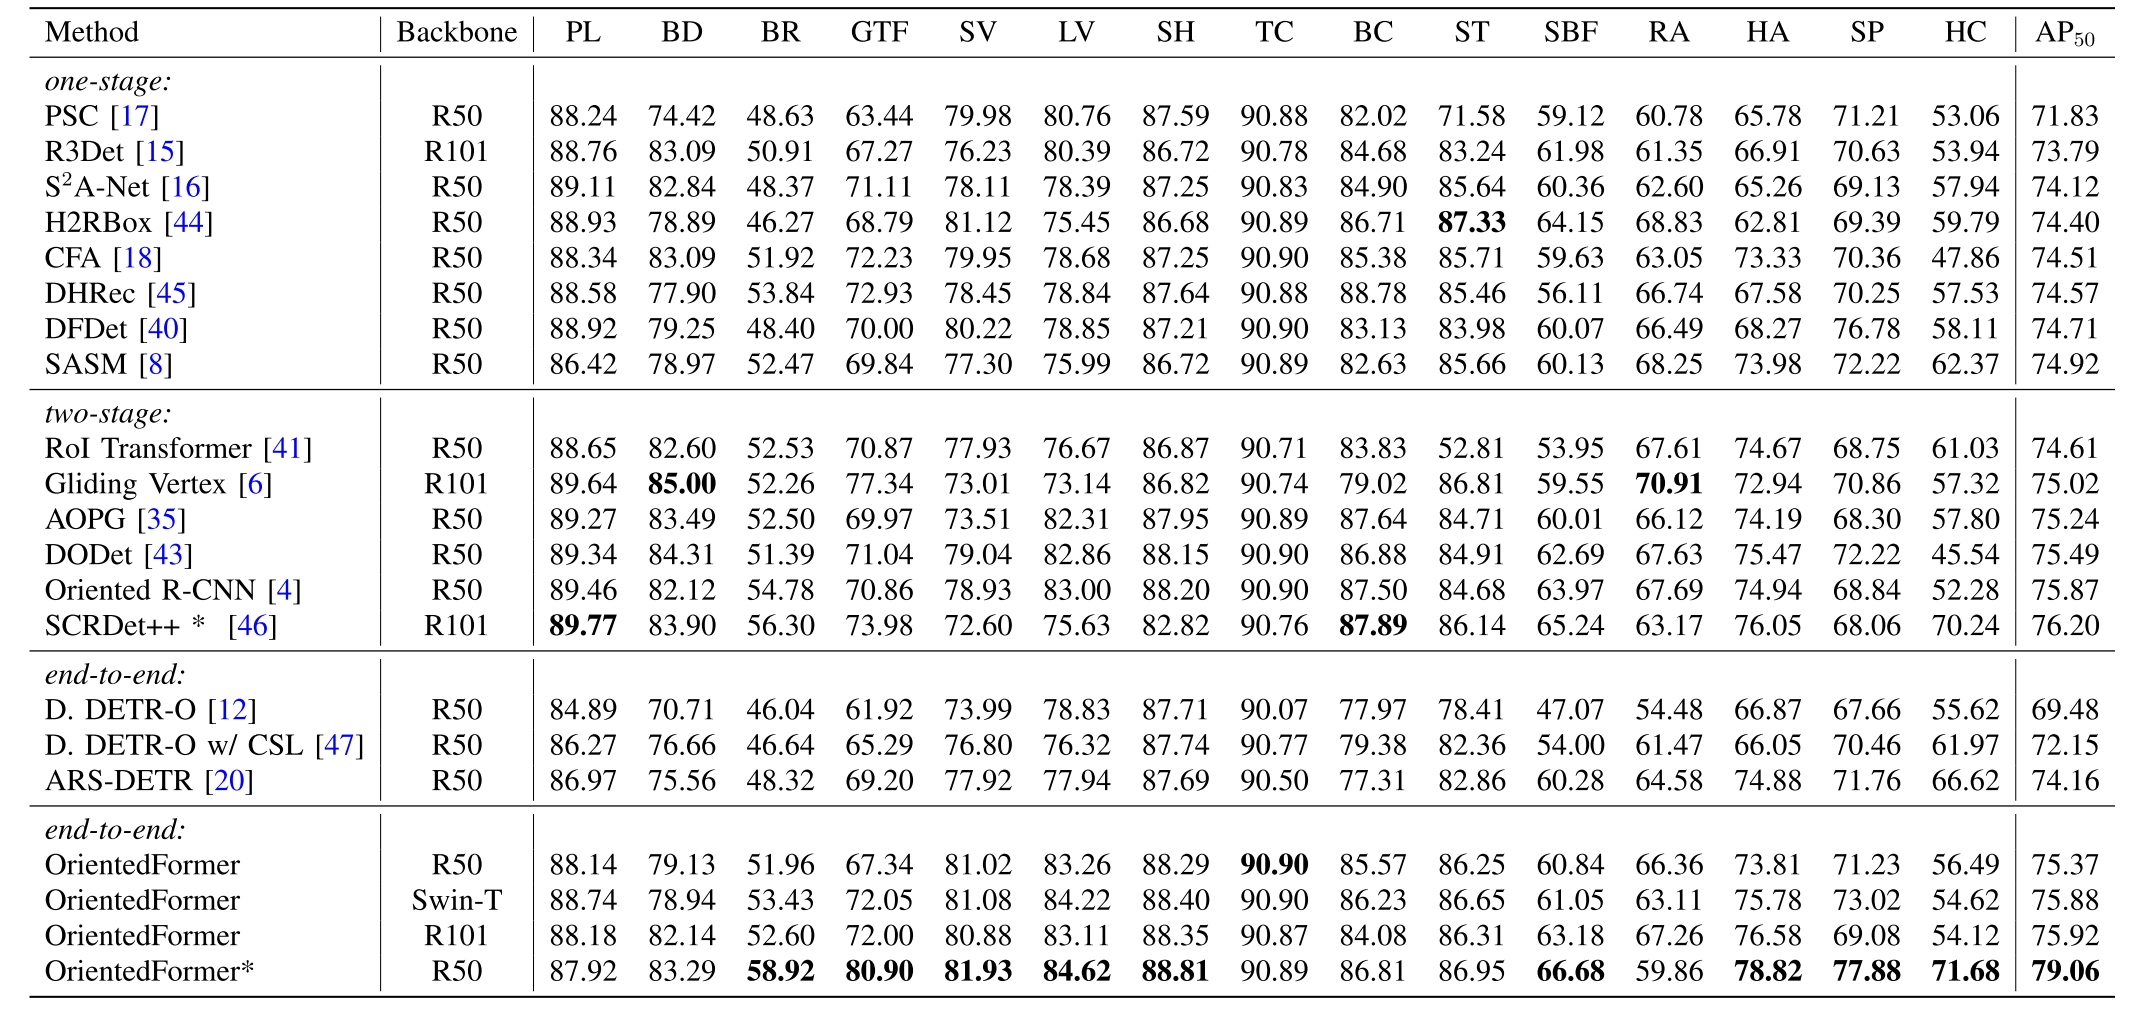 Method Backbone PL BD BR GTF SV LV SH TC BC ST SBF RA HA SP HC AP50
one-stage:
PSC [17] R50 88.24 74.42 48.63 63.44 79.98 80.76 87.59 90.88 82.02 71.58 59.12 60.78 65.78 71.21 53.06 71.83
R3Det [15] R101 88.76 83.09 50.91 67.27 76.23 80.39 86.72 90.78 84.68 83.24 61.98 61.35 66.91 70.63 53.94 73.79
S²A-Net [16] R50 89.11 82.84 48.37 71.11 78.11 78.39 87.25 90.83 84.90 85.64 60.36 62.60 65.26 69.13 57.94 74.12
H2RBox [44] R50 88.93 78.89 46.27 68.79 81.12 75.45 86.68 90.89 86.71 87.33 64.15 68.83 62.81 69.39 59.79 74.40
CFA [18] R50 88.34 83.09 51.92 72.23 79.95 78.68 87.25 90.90 85.38 85.71 59.63 63.05 73.33 70.36 47.86 74.51
DHRec [45] R50 88.58 77.90 53.84 72.93 78.45 78.84 87.64 90.88 88.78 85.46 56.11 66.74 67.58 70.25 57.53 74.57
DFDet [40] R50 88.92 79.25 48.40 70.00 80.22 78.85 87.21 90.90 83.13 83.98 60.07 66.49 68.27 76.78 58.11 74.71
SASM [8] R50 86.42 78.97 52.47 69.84 77.30 75.99 86.72 90.89 82.63 85.66 60.13 68.25 73.98 72.22 62.37 74.92
two-stage:
RoI Transformer [41] R50 88.65 82.60 52.53 70.87 77.93 76.67 86.87 90.71 83.83 52.81 53.95 67.61 74.67 68.75 61.03 74.61
Gliding Vertex [6] R101 89.64 85.00 52.26 77.34 73.01 73.14 86.82 90.74 79.02 86.81 59.55 70.91 72.94 70.86 57.32 75.02
AOPG [35] R50 89.27 83.49 52.50 69.97 73.51 82.31 87.95 90.89 87.64 84.71 60.01 66.12 74.19 68.30 57.80 75.24
DODet [43] R50 89.34 84.31 51.39 71.04 79.04 82.86 88.15 90.90 86.88 84.91 62.69 67.63 75.47 72.22 45.54 75.49
Oriented R-CNN [4] R50 89.46 82.12 54.78 70.86 78.93 83.00 88.20 90.90 87.50 84.68 63.97 67.69 74.94 68.84 52.28 75.87
SCRDet++ * [46] R101 89.77 83.90 56.30 73.98 72.60 75.63 82.82 90.76 87.89 86.14 65.24 63.17 76.05 68.06 70.24 76.20
end-to-end:
D. DETR-O [12] R50 84.89 70.71 46.04 61.92 73.99 78.83 87.71 90.07 77.97 78.41 47.07 54.48 66.87 67.66 55.62 69.48
D. DETR-O w/ CSL [47] R50 86.27 76.66 46.64 65.29 76.80 76.32 87.74 90.77 79.38 82.36 54.00 61.47 66.05 70.46 61.97 72.15
ARS-DETR [20] R50 86.97 75.56 48.32 69.20 77.92 77.94 87.69 90.50 77.31 82.86 60.28 64.58 74.88 71.76 66.62 74.16
end-to-end:
OrientedFormer R50 88.14 79.13 51.96 67.34 81.02 83.26 88.29 90.90 85.57 86.25 60.84 66.36 73.81 71.23 56.49 75.37
OrientedFormer Swin-T 88.74 78.94 53.43 72.05 81.08 84.22 88.40 90.90 86.23 86.65 61.05 63.11 75.78 73.02 54.62 75.88
OrientedFormer R101 88.18 82.14 52.60 72.00 80.88 83.11 88.35 90.87 84.08 86.31 63.18 67.26 76.58 69.08 54.12 75.92
OrientedFormer* R50 87.92 83.29 58.92 80.90 81.93 84.62 88.81 90.89 86.81 86.95 66.68 59.86 78.82 77.88 71.68 79.06